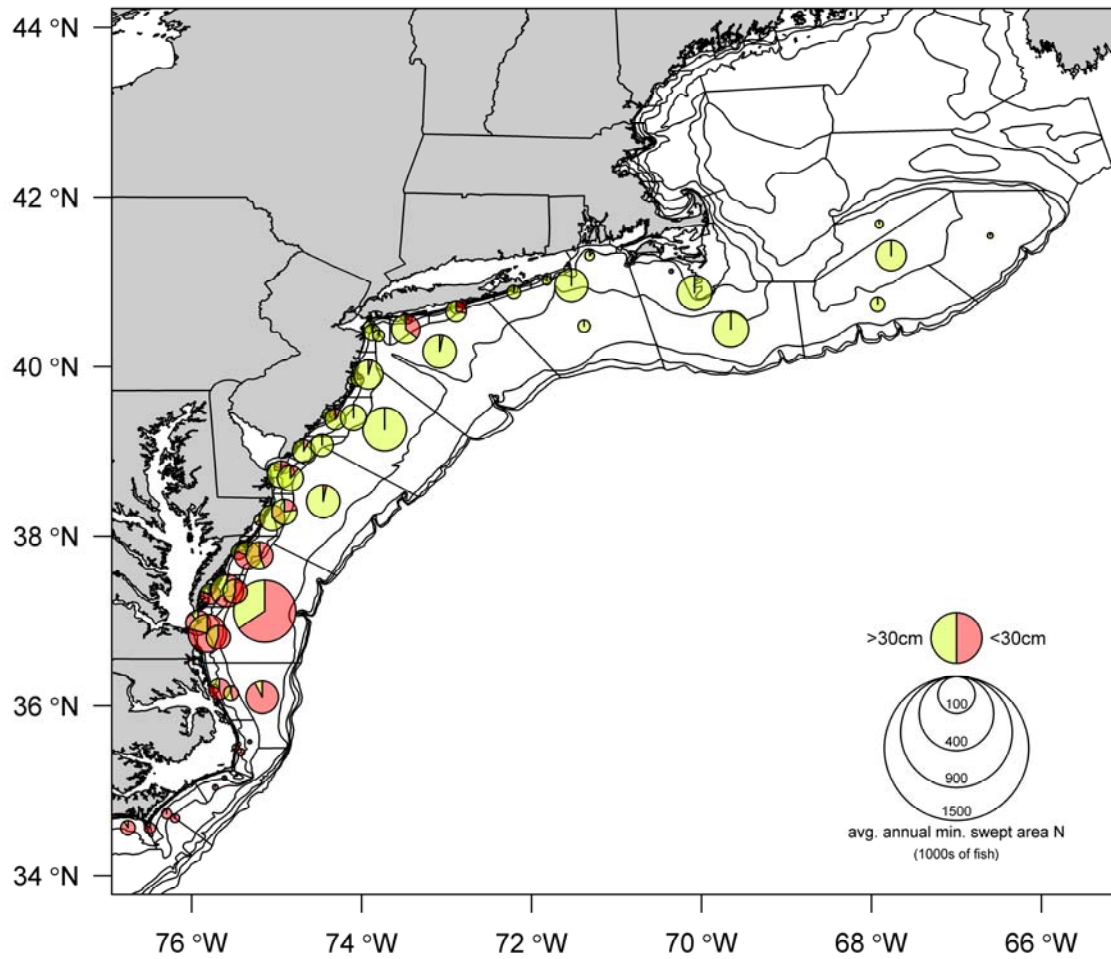 44 °N
42 °N
40 °N
38 °N
36 °N
34 °N
>30cm <30cm
100
400
900
1500
avg. annual min. swept area N
(1000s of fish)
76 °W 74 °W 72 °W 70 °W 68 °W 66 °W